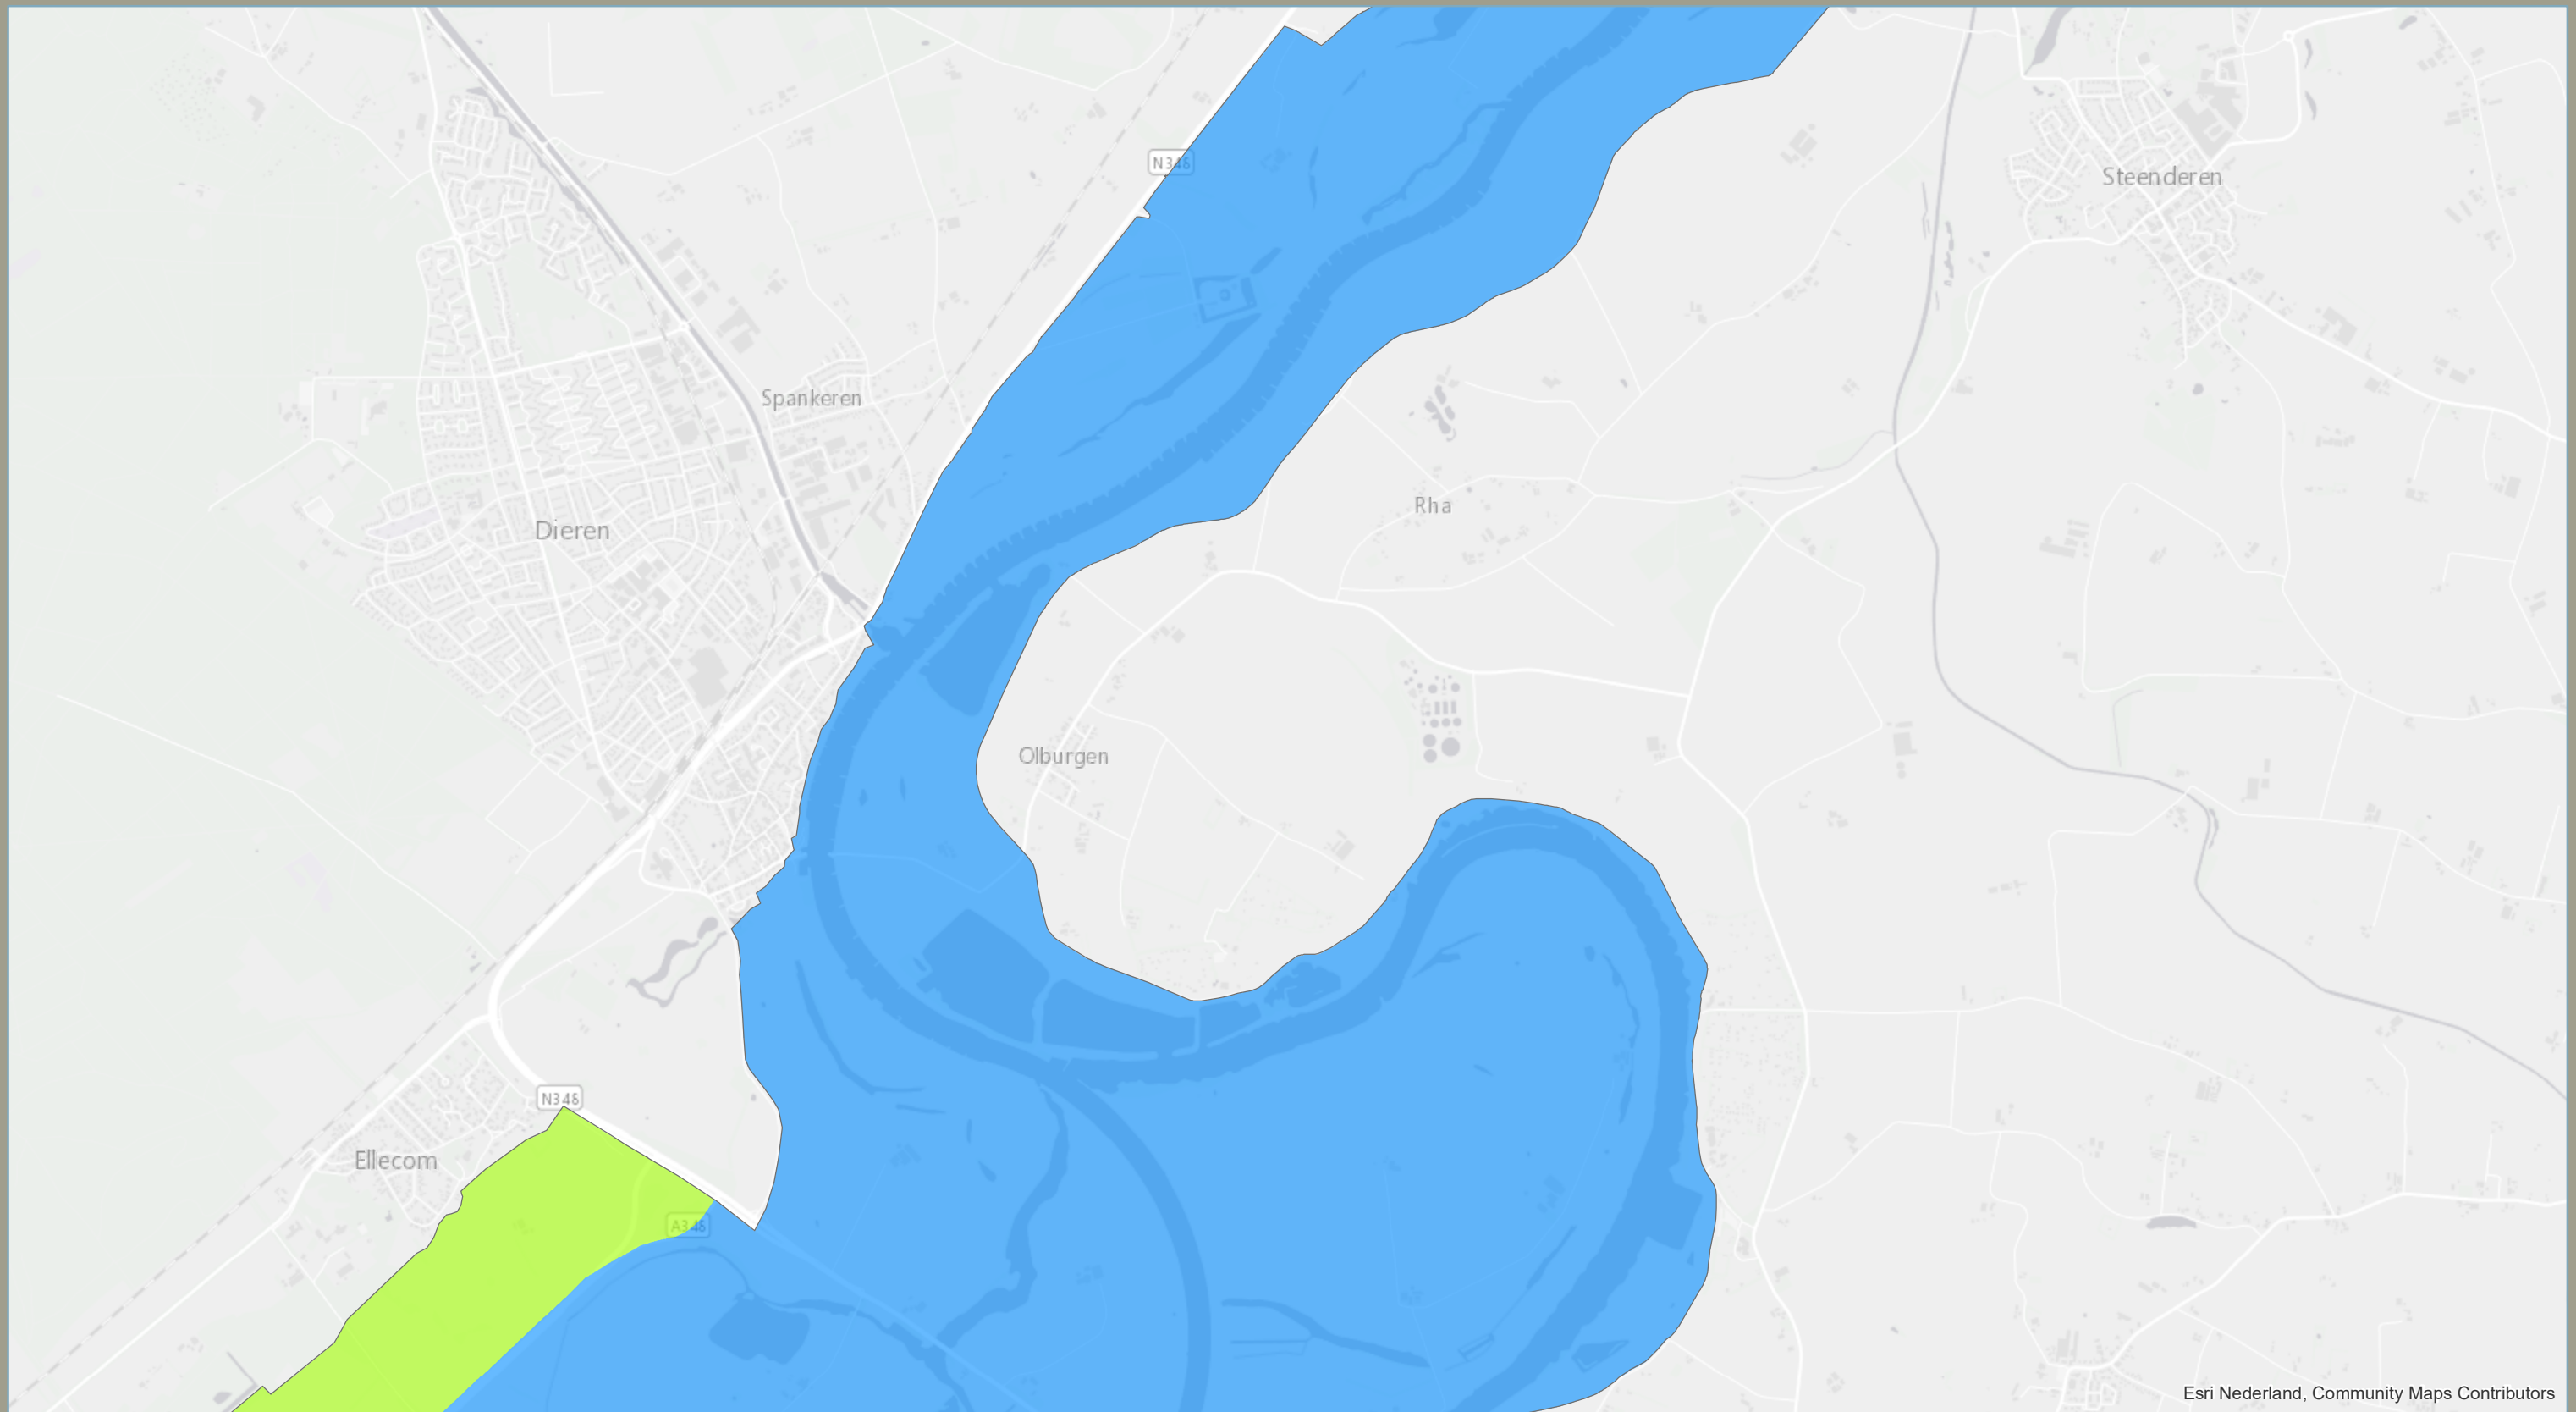 N348
Steenderen
Spankeren
Rha
Dieren
Olburgen
N348
Ellecom
A348
Esri Nederland, Community Maps Contributors